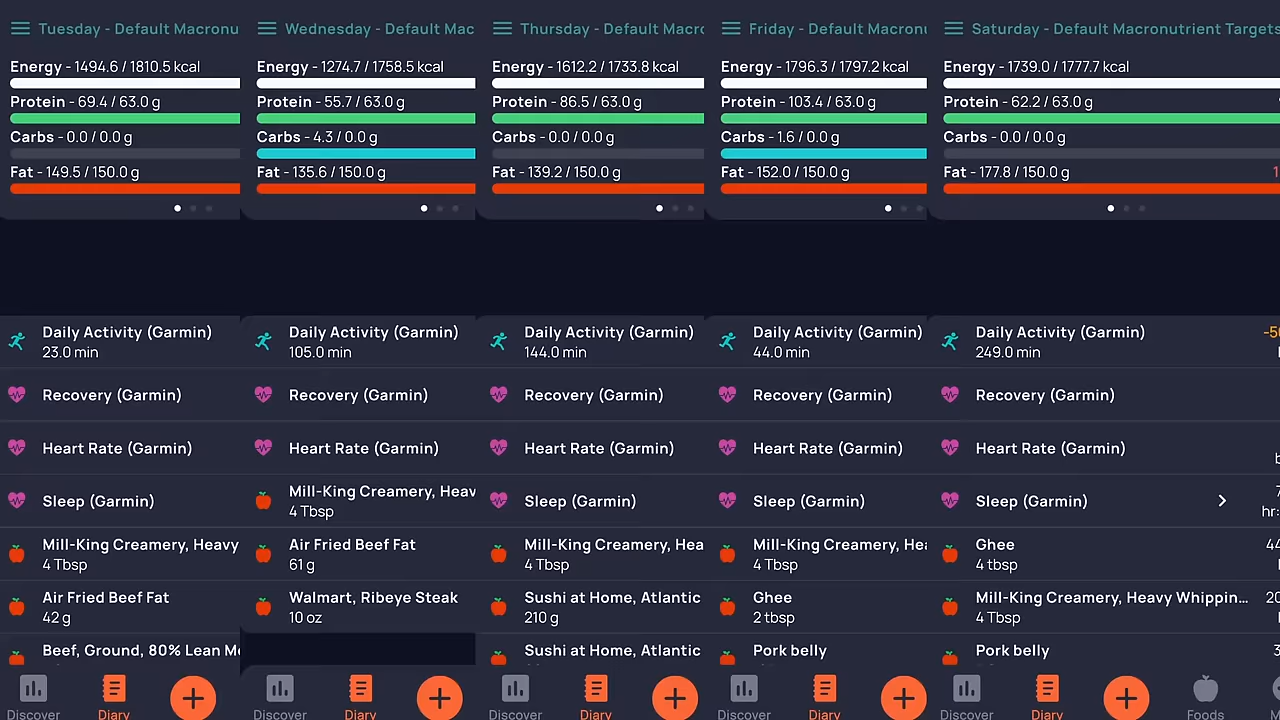 Tuesday - Default Macronu
Energy - 1494.6 / 1810.5 kcal
Protein - 69.4 / 63.0 g
Carbs - 0.0 / 0.0 g
Fat - 149.5 / 150.0 g
Daily Activity (Garmin)
23.0 min
Recovery (Garmin)
Heart Rate (Garmin)
Sleep (Garmin)
Mill-King Creamery, Heavy
4 Tbsp
Air Fried Beef Fat
42 g
Beef, Ground, 80% Lean M
Discover
Diary
Wednesday - Default Mac
Energy - 1274.7 / 1758.5 kcal
Protein - 55.7 / 63.0 g
Carbs - 4.3 / 0.0 g
Fat - 135.6 / 150.0 g
Daily Activity (Garmin)
105.0 min
Recovery (Garmin)
Heart Rate (Garmin)
Mill-King Creamery, Heav
4 Tbsp
Air Fried Beef Fat
61 g
Walmart, Ribeye Steak
10 oz
Discover
Diary
Thursday - Default Macro
Energy - 1612.2 / 1733.8 kcal
Protein - 86.5 / 63.0 g
Carbs - 0.0 / 0.0 g
Fat - 139.2 / 150.0 g
Daily Activity (Garmin)
144.0 min
Recovery (Garmin)
Heart Rate (Garmin)
Sleep (Garmin)
Mill-King Creamery, Hea
4 Tbsp
Sushi at Home, Atlantic
210 g
Sushi at Home, Atlantic
Discover
Diary
Friday - Default Macronu
Energy - 1796.3 / 1797.2 kcal
Protein - 103.4 / 63.0 g
Carbs - 1.6 / 0.0 g
Fat - 152.0 / 150.0 g
Daily Activity (Garmin)
44.0 min
Recovery (Garmin)
Heart Rate (Garmin)
Sleep (Garmin)
Mill-King Creamery, Hea
4 Tbsp
Ghee
2 tbsp
Pork belly
Discover
Diary
Saturday - Default Macronutrient Targets
Energy - 1739.0 / 1777.7 kcal
Protein - 62.2 / 63.0 g
Carbs - 0.0 / 0.0 g
Fat - 177.8 / 150.0 g
Daily Activity (Garmin)
249.0 min
Recovery (Garmin)
Heart Rate (Garmin)
Sleep (Garmin)
hr:
Ghee
4 tbsp
Mill-King Creamery, Heavy Whippin...
4 Tbsp
Pork belly
Discover
Diary
Foods